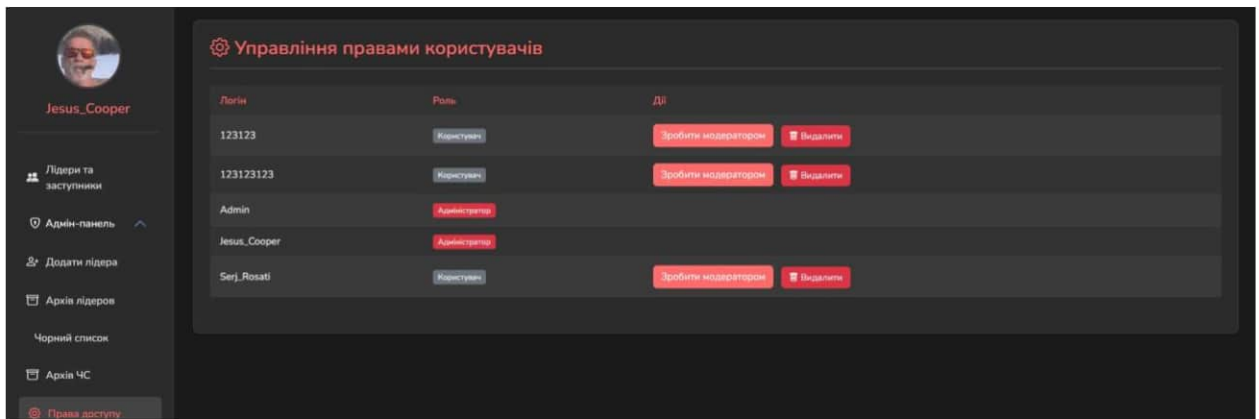 Jesus_Cooper
Лідери та
заступники
Адмін-панель
Додати лідера
Архів лідеров
Чорний список
Архів ЧС
Права доступу
Управління правами користувачів
Логін Роль Дії
123123 Користувач Зробити модератором Видалити
123123123 Користувач Зробити модератором Видалити
Admin Адміністратор
Jesus_Cooper Адміністратор
Serj_Rosati Користувач Зробити модератором Видалити